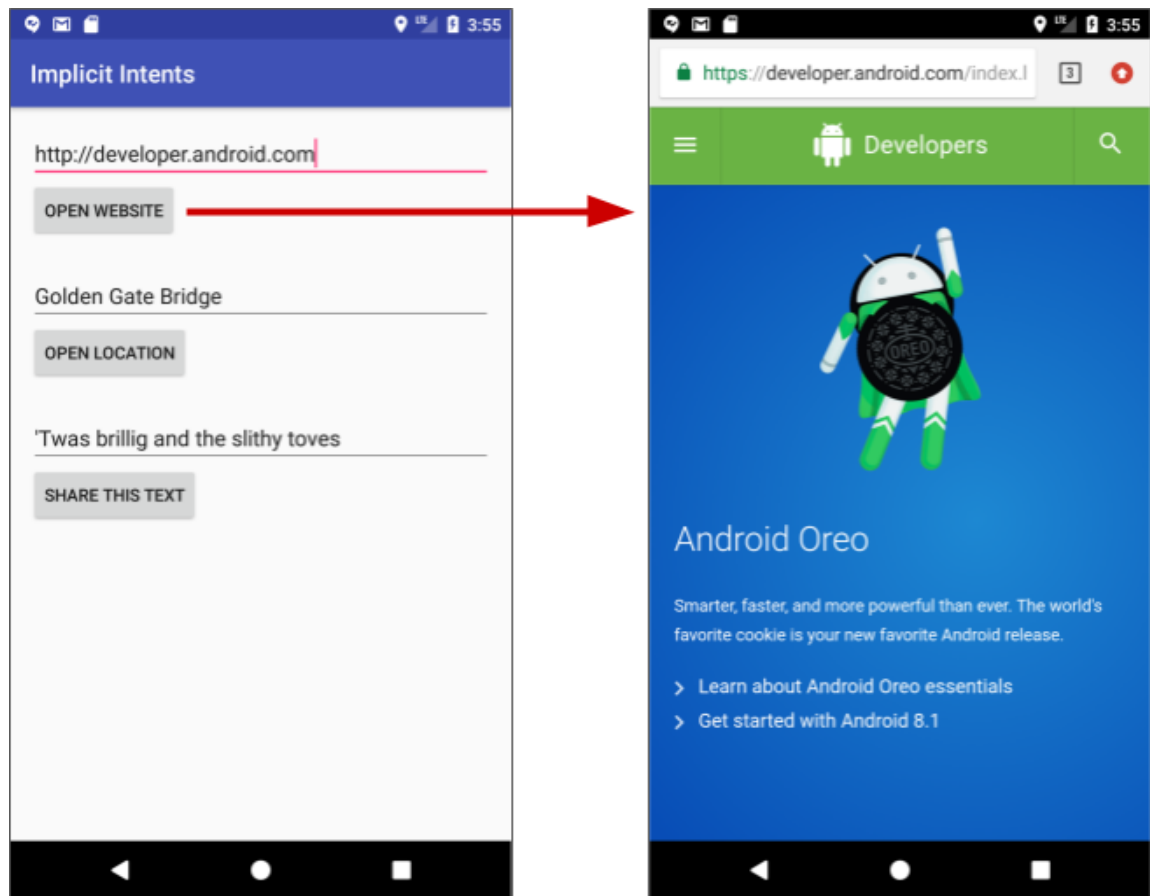 LTE 3:55
Implicit Intents
http://developer.android.com
OPEN WEBSITE
Golden Gate Bridge
OPEN LOCATION
'Twas brillig and the slithy toves
SHARE THIS TEXT
LTE 3:55
https://developer.android.com/index.l
3
Developers
OREO
Android Oreo
Smarter, faster, and more powerful than ever. The world's
favorite cookie is your new favorite Android release.
Learn about Android Oreo essentials
Get started with Android 8.1